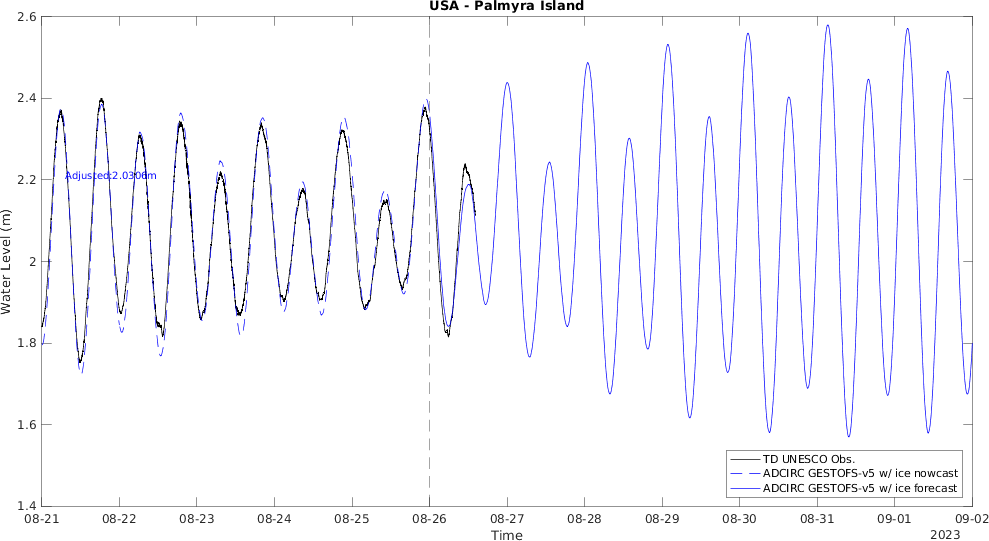 USA - Palmyra Island
2.6
2.4
2.2
2
1.8
1.6
1.4
Water Level (m)
Adjusted:2.0306m
TD UNESCO Obs.
ADCIRC GESTOFS-v5 w/ ice nowcast
ADCIRC GESTOFS-v5 w/ ice forecast
08-21 08-22 08-23 08-24 08-25 08-26 08-27 08-28 08-29 08-30 08-31 09-01 09-02
Time
2023